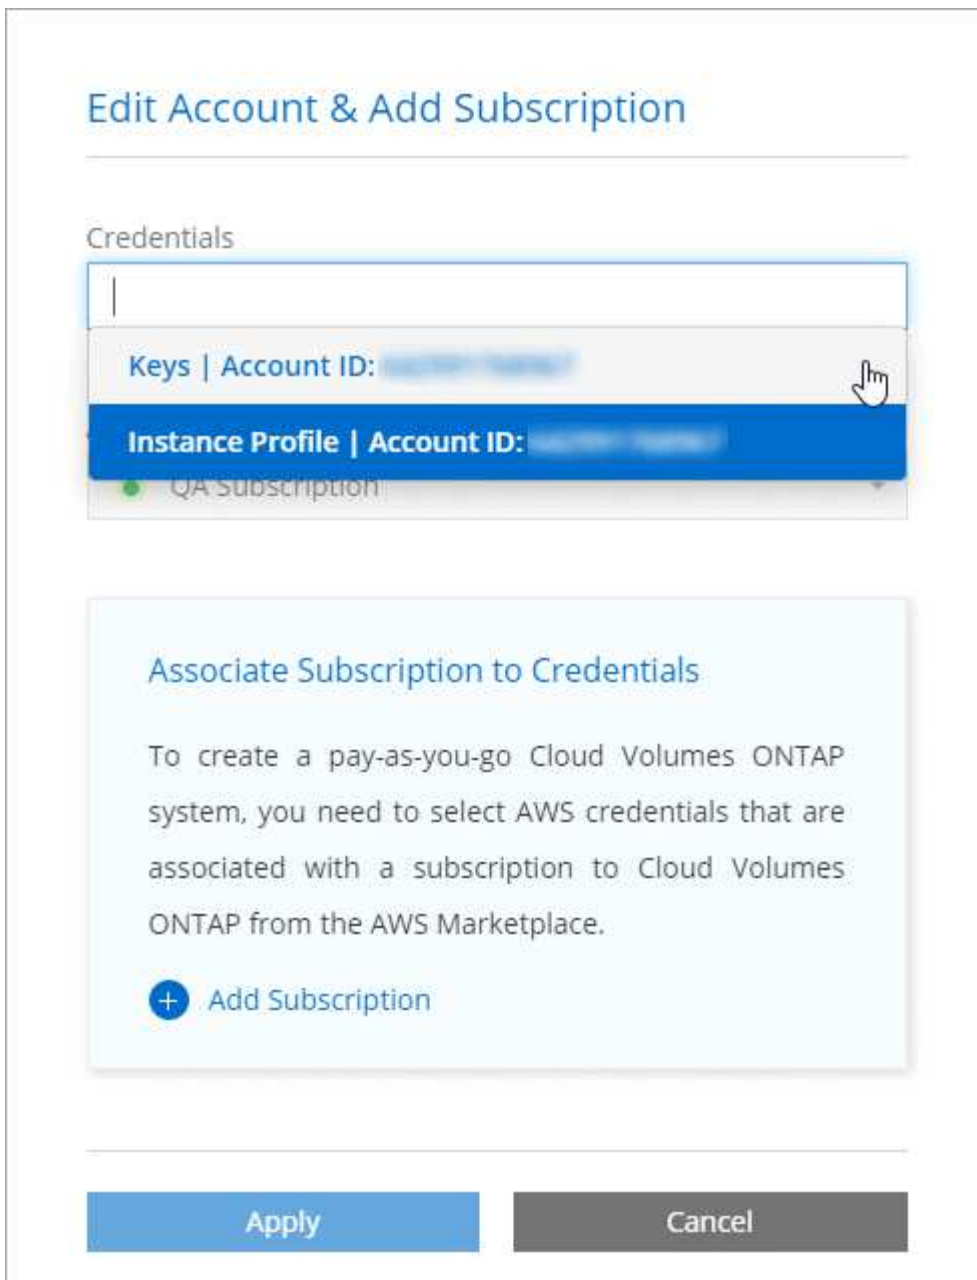 Edit Account & Add Subscription
Credentials
Keys | Account ID:
Instance Profile | Account ID:
QA Subscription
Associate Subscription to Credentials
To create a pay-as-you-go Cloud Volumes ONTAP
system, you need to select AWS credentials that are
associated with a subscription to Cloud Volumes
ONTAP from the AWS Marketplace.
Add Subscription
Apply
Cancel